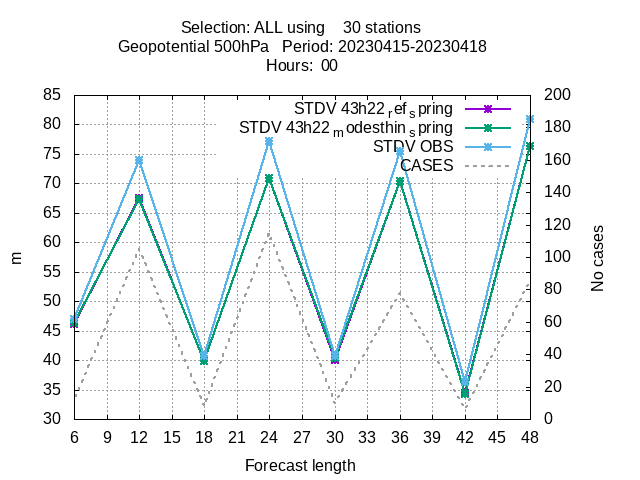 Selection: ALL using    30 stations
Geopotential 500hPa   Period: 20230415-20230418
Hours:  00
STDV 43h22 ref spring
STDV 43h22 modesthin spring
STDV OBS
CASES
85
80
75
70
65
60
55
50
45
40
35
30
200
180
160
140
120
100
80
60
40
20
0
m
No cases
6 9 12 15 18 21 24 27 30 33 36 39 42 45 48
Forecast length